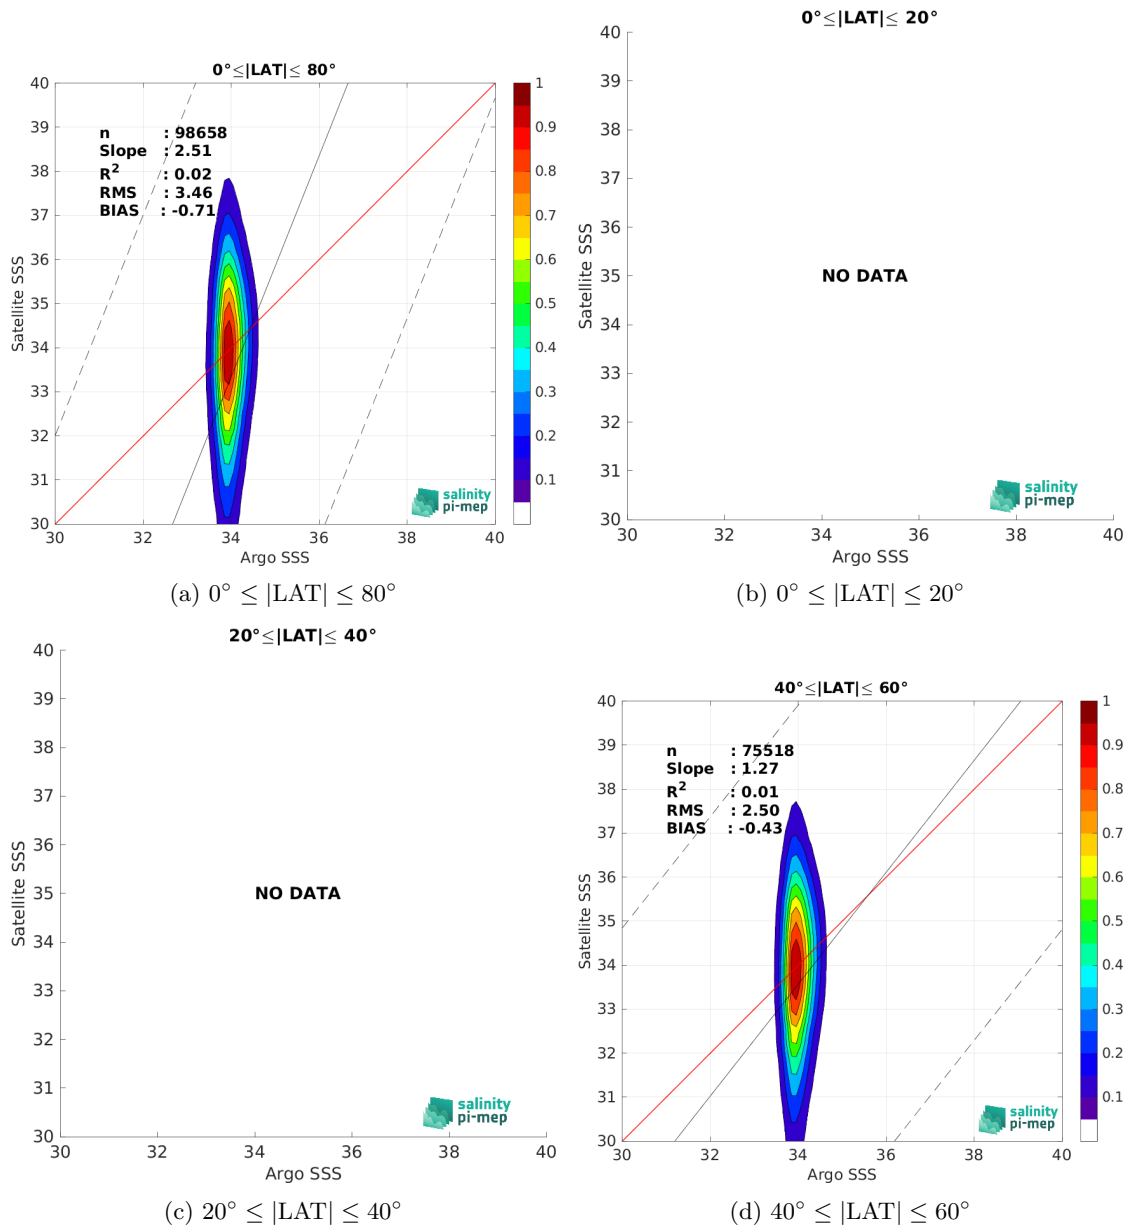 0°≤|LAT|≤ 80°
n : 98658
Slope : 2.51
R² : 0.02
RMS : 3.46
BIAS : -0.71
40
39
38
37
36
35
34
33
32
31
30
Satellite SSS
30 32 34 36 38 40
Argo SSS
1
0.9
0.8
0.7
0.6
0.5
0.4
0.3
0.2
0.1
salinity
pi-mep
(a) 0° ≤ |LAT| ≤ 80°
0°≤|LAT|≤ 20°
40
39
38
37
36
35
34
33
32
31
30
Satellite SSS
NO DATA
30 32 34 36 38 40
Argo SSS
salinity
pi-mep
(b) 0° ≤ |LAT| ≤ 20°
20°≤|LAT|≤ 40°
40
39
38
37
36
35
34
33
32
31
30
Satellite SSS
NO DATA
30 32 34 36 38 40
Argo SSS
salinity
pi-mep
(c) 20° ≤ |LAT| ≤ 40°
40°≤|LAT|≤ 60°
n : 75518
Slope : 1.27
R² : 0.01
RMS : 2.50
BIAS : -0.43
40
39
38
37
36
35
34
33
32
31
30
Satellite SSS
30 32 34 36 38 40
Argo SSS
1
0.9
0.8
0.7
0.6
0.5
0.4
0.3
0.2
0.1
salinity
pi-mep
(d) 40° ≤ |LAT| ≤ 60°